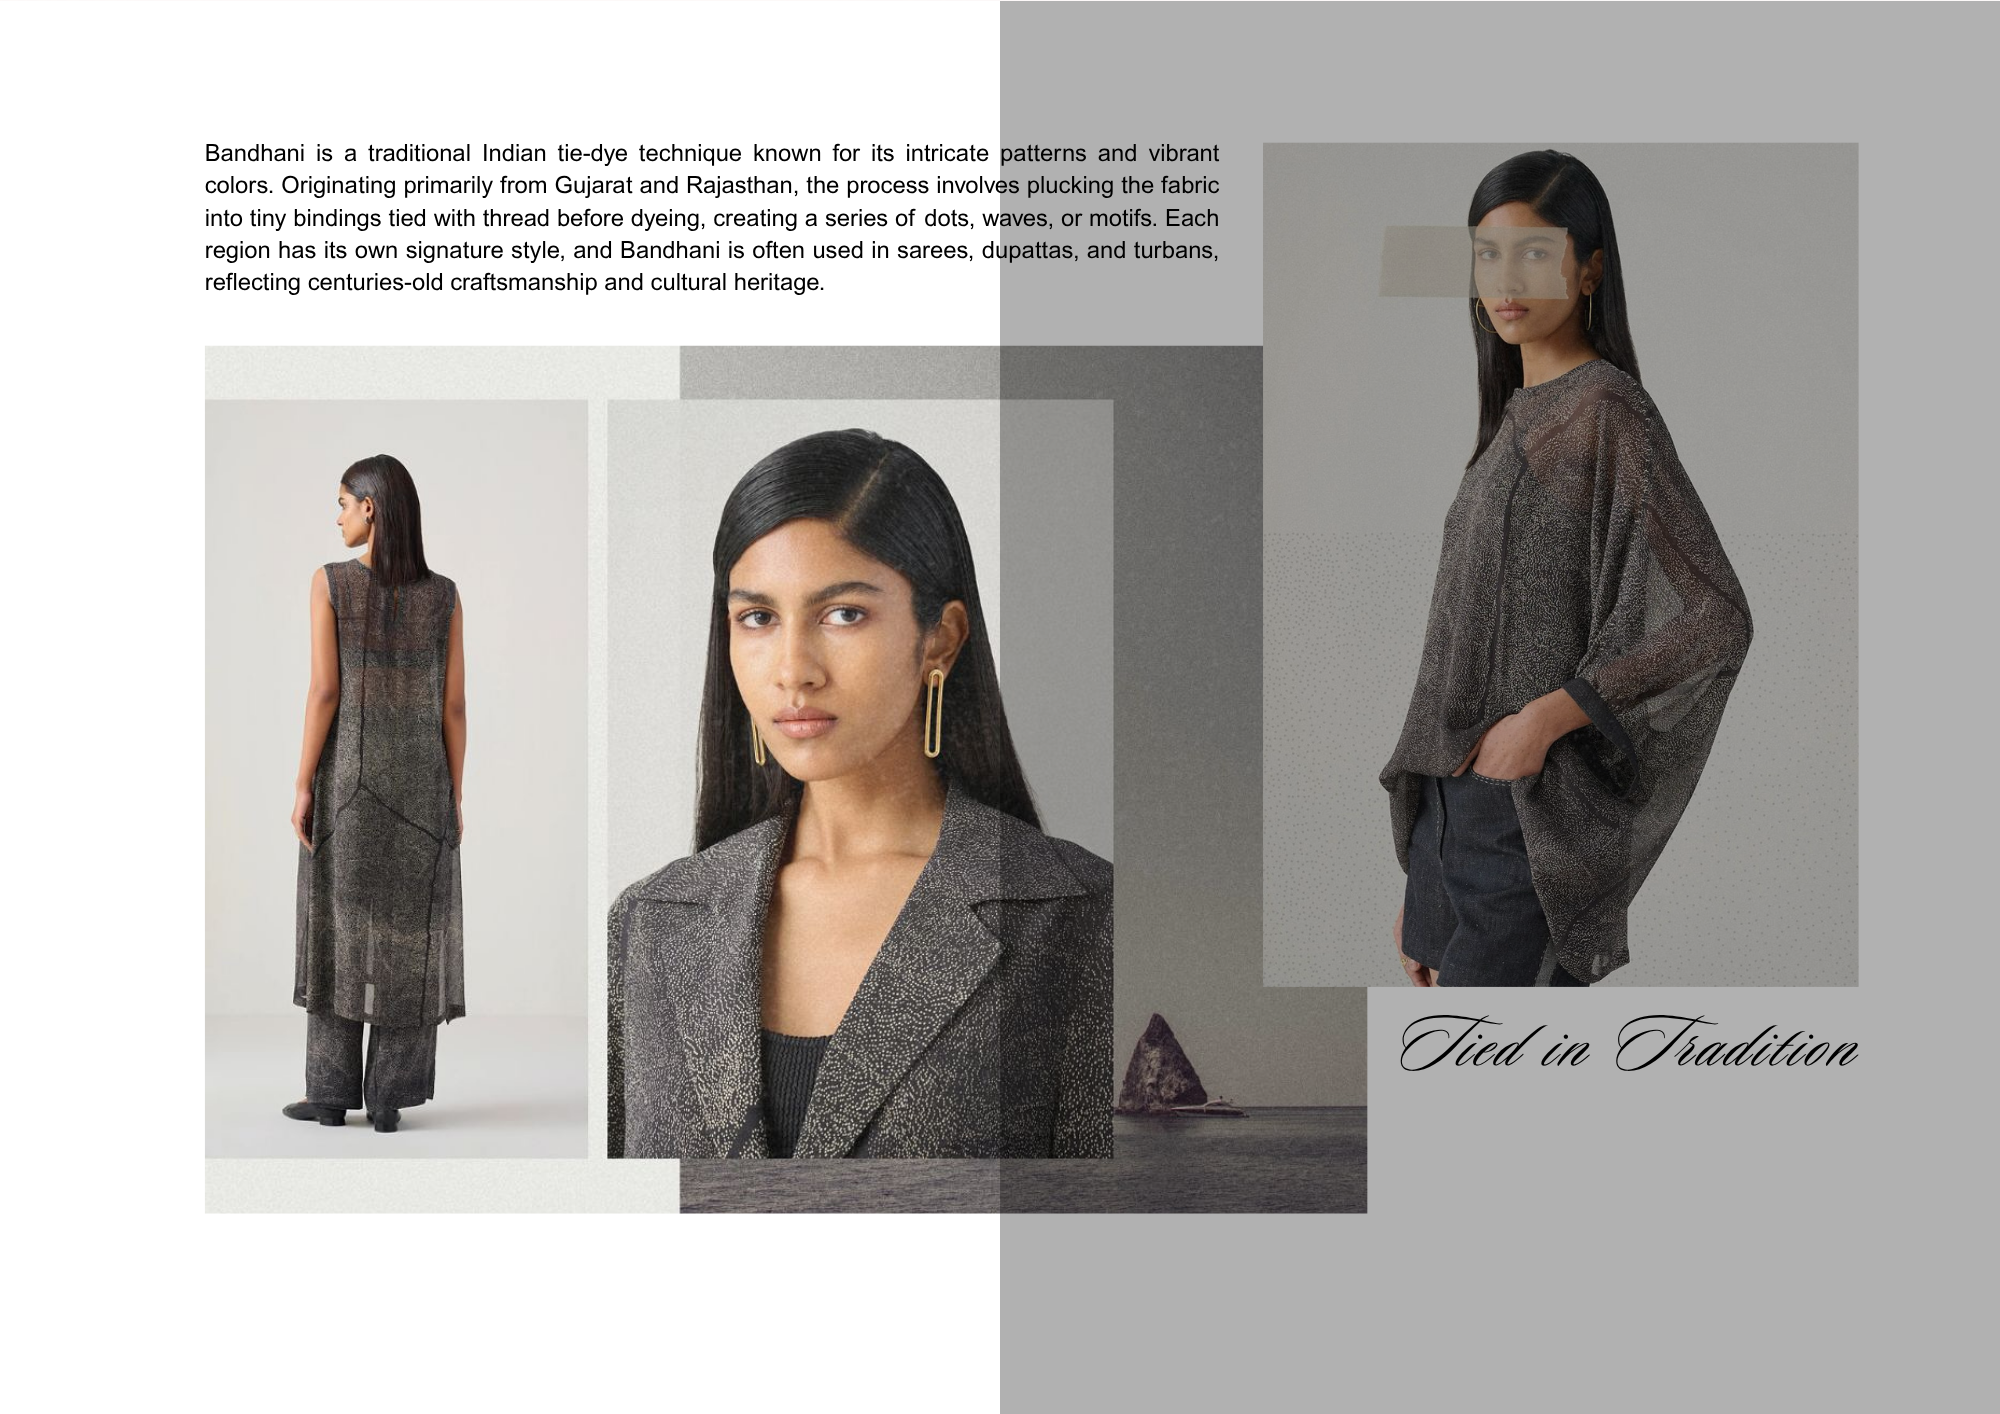 Bandhani is a traditional Indian tie-dye technique known for its intricate patterns and vibrant
colors. Originating primarily from Gujarat and Rajasthan, the process involves plucking the fabric
into tiny bindings tied with thread before dyeing, creating a series of dots, waves, or motifs. Each
region has its own signature style, and Bandhani is often used in sarees, dupattas, and turbans,
reflecting centuries-old craftsmanship and cultural heritage.
Tied in Tradition